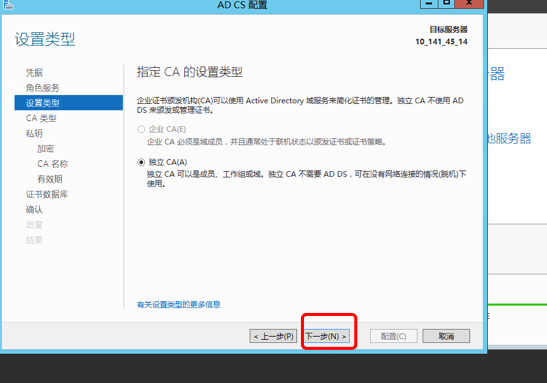 AD CS 配置
设置类型
目标服务器
10_141_45_14
凭据
角色服务
设置类型
CA 类型
私钥
加密
CA 名称
有效期
证书数据库
确认
进度
结果
指定 CA 的设置类型
企业证书颁发机构(CA)可以使用 Active Directory 域服务来简化证书的管理。独立 CA 不使用 AD
DS 来颁发或管理证书。
企业 CA(E)
企业 CA 必须是域成员，并且通常处于联机状态以颁发证书或证书策略。
独立 CA(A)
独立 CA 可以是成员、工作组或域。独立 CA 不需要 AD DS，可在没有网络连接的情况(脱机)下
使用。
有关设置类型的更多信息
< 上一步(P)
下一步(N) >
配置(C)
取消
务器
他服务器